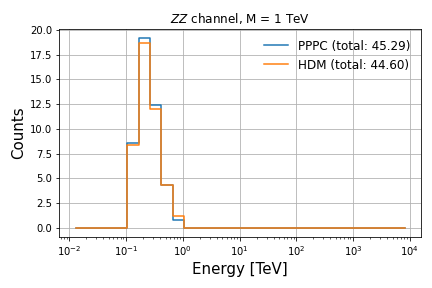 ZZ channel, M = 1 TeV
PPPC (total: 45.29)
HDM (total: 44.60)
Counts
20.0
17.5
15.0
12.5
10.0
7.5
5.0
2.5
0.0
10⁻² 10⁻¹ 10⁰ 10¹ 10² 10³ 10⁴
Energy [TeV]